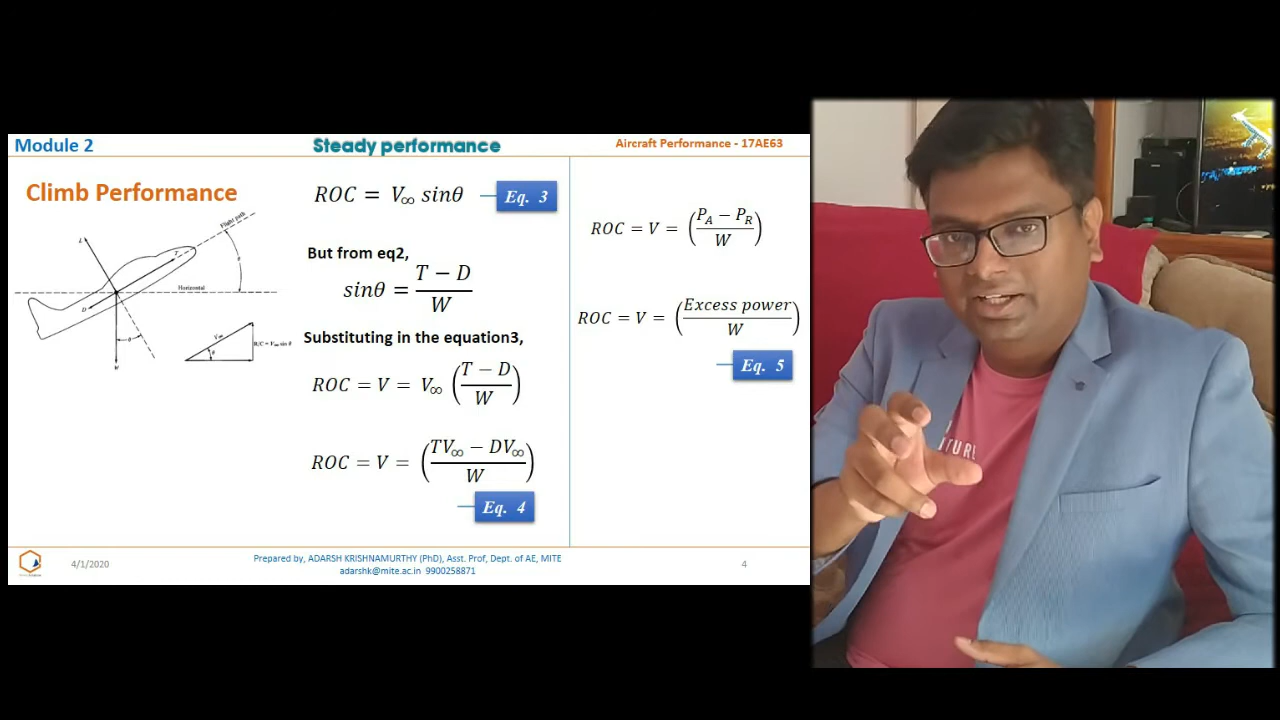 Module 2
Steady performance
Aircraft Performance - 17AE63
Climb Performance
ROC = V∞ sinθ
Eq. 3
But from eq2,
sinθ = (T − D)/W
Substituting in the equation3,
ROC = V = V∞ ((T − D)/W)
ROC = V = ((TV∞ − DV∞)/W)
Eq. 4
L
Flight path
T
θ
Horizontal
D
θ
W
V∞
θ
R/C = V∞ sin θ
ROC = V = ((P_A − P_R)/W)
ROC = V = (Excess power/W)
Eq. 5
4/1/2020
Prepared by, ADARSH KRISHNAMURTHY (PhD), Asst. Prof, Dept. of AE, MITE
adarshk@mite.ac.in 9900258871
4